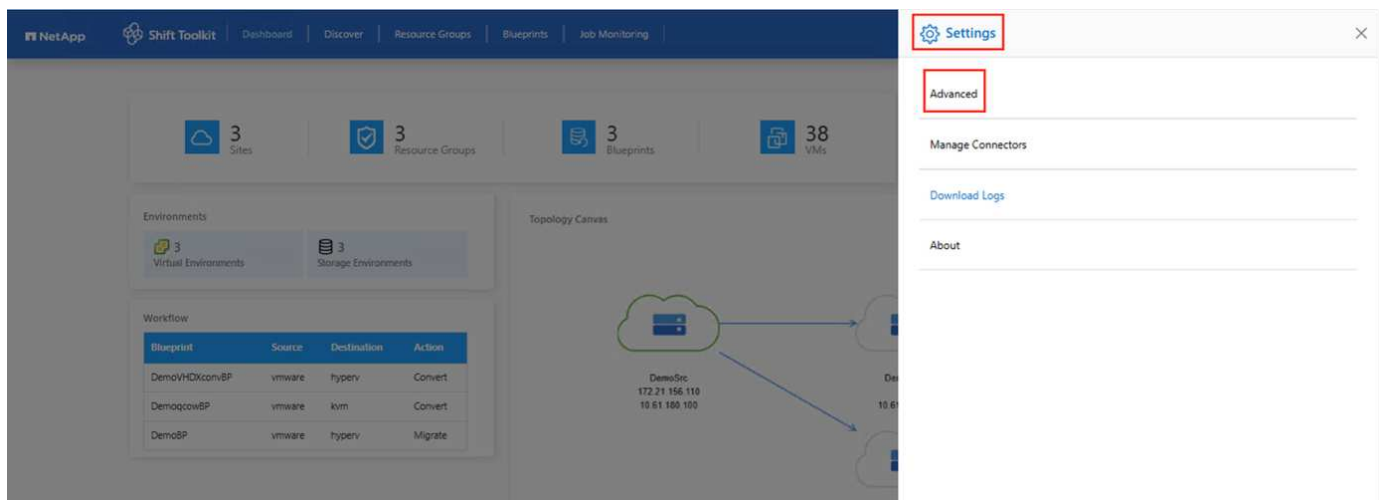 NetApp Shift Toolkit Dashboard Discover Resource Groups Blueprints Job Monitoring
3
Sites
3
Resource Groups
3
Blueprints
38
VMs
Environments
3
Virtual Environments
3
Storage Environments
Workflow
Blueprint Source Destination Action
DemoVHDXconvBP vmware hyperv Convert
DemoqcowBP vmware kvm Convert
DemoBP vmware hyperv Migrate
Topology Canvas
DemoSrc
172.21.156.110
10.61.180.100
Settings
Advanced
Manage Connectors
Download Logs
About